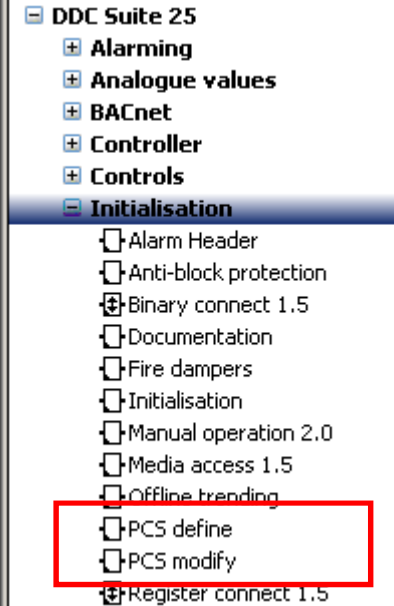 DDC Suite 25
Alarming
Analogue values
BACnet
Controller
Controls
Initialisation
Alarm Header
Anti-block protection
Binary connect 1.5
Documentation
Fire dampers
Initialisation
Manual operation 2.0
Media access 1.5
Offline trending
PCS define
PCS modify
Register connect 1.5